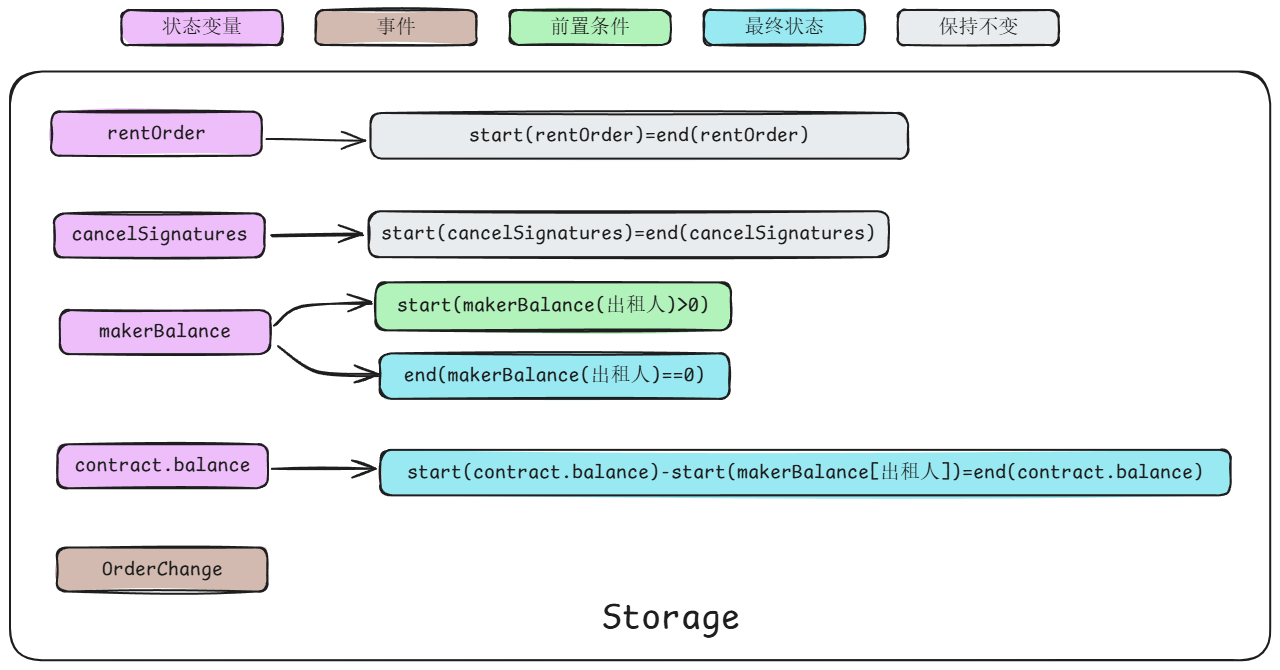 状态变量
事件
前置条件
最终状态
保持不变
rentOrder
start(rentOrder)=end(rentOrder)
cancelSignatures
start(cancelSignatures)=end(cancelSignatures)
makerBalance
start(makerBalance(出租人)>0)
end(makerBalance(出租人)==0)
contract.balance
start(contract.balance)-start(makerBalance[出租人])=end(contract.balance)
OrderChange
Storage